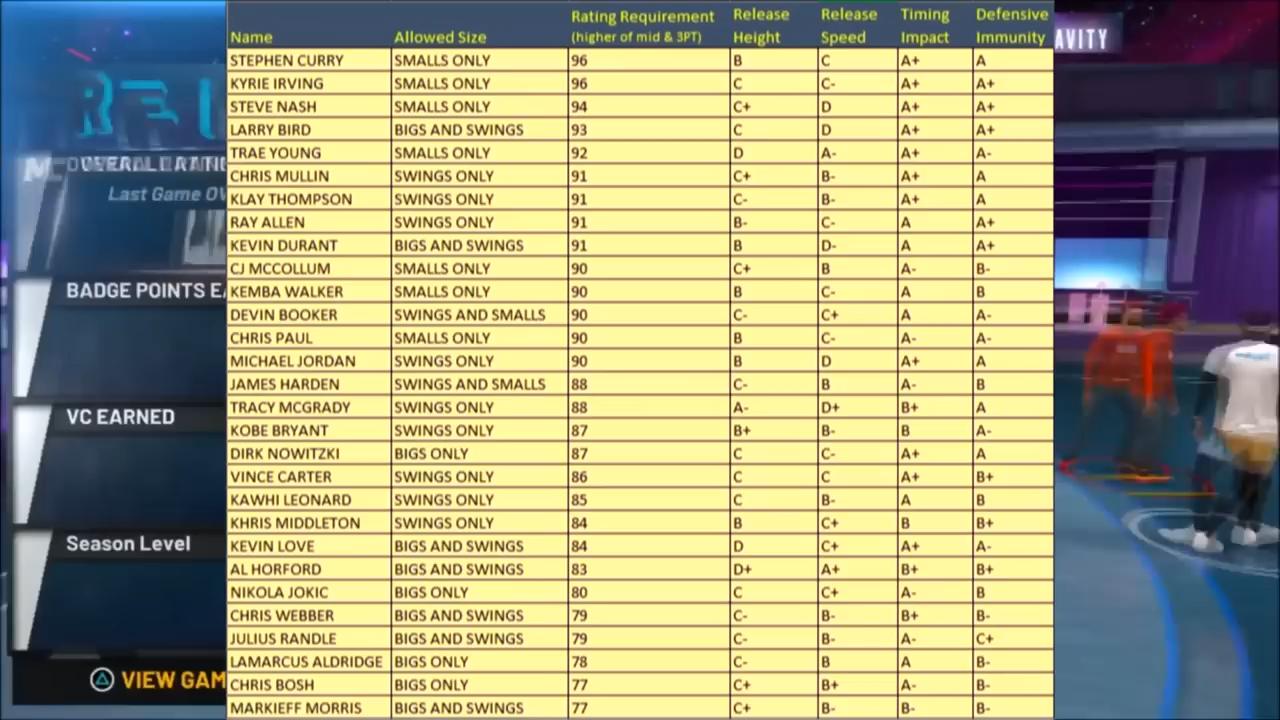 Name Allowed Size Rating Requirement (higher of mid & 3PT) Release Height Release Speed Timing Impact Defensive Immunity
STEPHEN CURRY SMALLS ONLY 96 B C A+ A
KYRIE IRVING SMALLS ONLY 96 C C- A+ A+
STEVE NASH SMALLS ONLY 94 C+ D A+ A+
LARRY BIRD BIGS AND SWINGS 93 C D A+ A+
TRAE YOUNG SMALLS ONLY 92 D A- A+ A-
CHRIS MULLIN SWINGS ONLY 91 C+ B- A+ A
KLAY THOMPSON SWINGS ONLY 91 C- B- A+ A
RAY ALLEN SWINGS ONLY 91 B- C- A A+
KEVIN DURANT BIGS AND SWINGS 91 B D- A A+
CJ MCCOLLUM SMALLS ONLY 90 C+ B A- B-
KEMBA WALKER SMALLS ONLY 90 B C- A B
DEVIN BOOKER SWINGS AND SMALLS 90 C- C+ A A-
CHRIS PAUL SMALLS ONLY 90 B C- A- A-
MICHAEL JORDAN SWINGS ONLY 90 B D A+ A
JAMES HARDEN SWINGS AND SMALLS 88 C- B A- B
TRACY MCGRADY SWINGS ONLY 88 A- D+ B+ A
KOBE BRYANT SWINGS ONLY 87 B+ B- B A-
DIRK NOWITZKI BIGS ONLY 87 C C- A+ A
VINCE CARTER SWINGS ONLY 86 C C A+ B+
KAWHI LEONARD SWINGS ONLY 85 C B- A B
KHRIS MIDDLETON SWINGS ONLY 84 B C+ B B+
KEVIN LOVE BIGS AND SWINGS 84 D C+ A+ A-
AL HORFORD BIGS AND SWINGS 83 D+ A+ B+ B+
NIKOLA JOKIC BIGS ONLY 80 C C+ A- B
CHRIS WEBBER BIGS AND SWINGS 79 C- B- B+ B-
JULIUS RANDLE BIGS AND SWINGS 79 C- B- A- C+
LAMARCUS ALDRIDGE BIGS ONLY 78 C- B A B-
CHRIS BOSH BIGS ONLY 77 C+ B+ A- B-
MARKIEFF MORRIS BIGS AND SWINGS 77 C+ B- B- B-
Last Game OV
BADGE POINTS E
VC EARNED
Season Level
VIEW GAM
AVITY